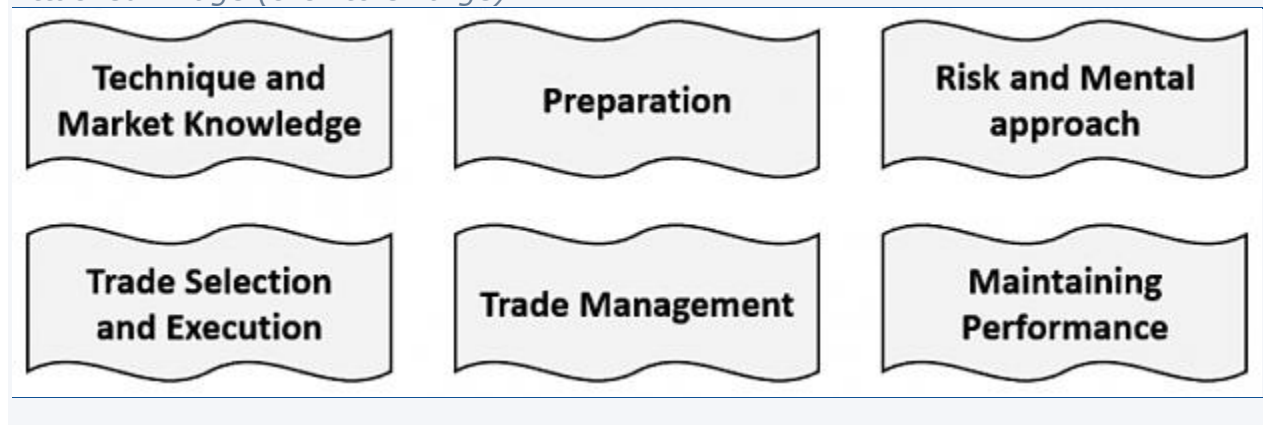 Technique and
Market Knowledge
Preparation
Risk and Mental
approach
Trade Selection
and Execution
Trade Management
Maintaining
Performance